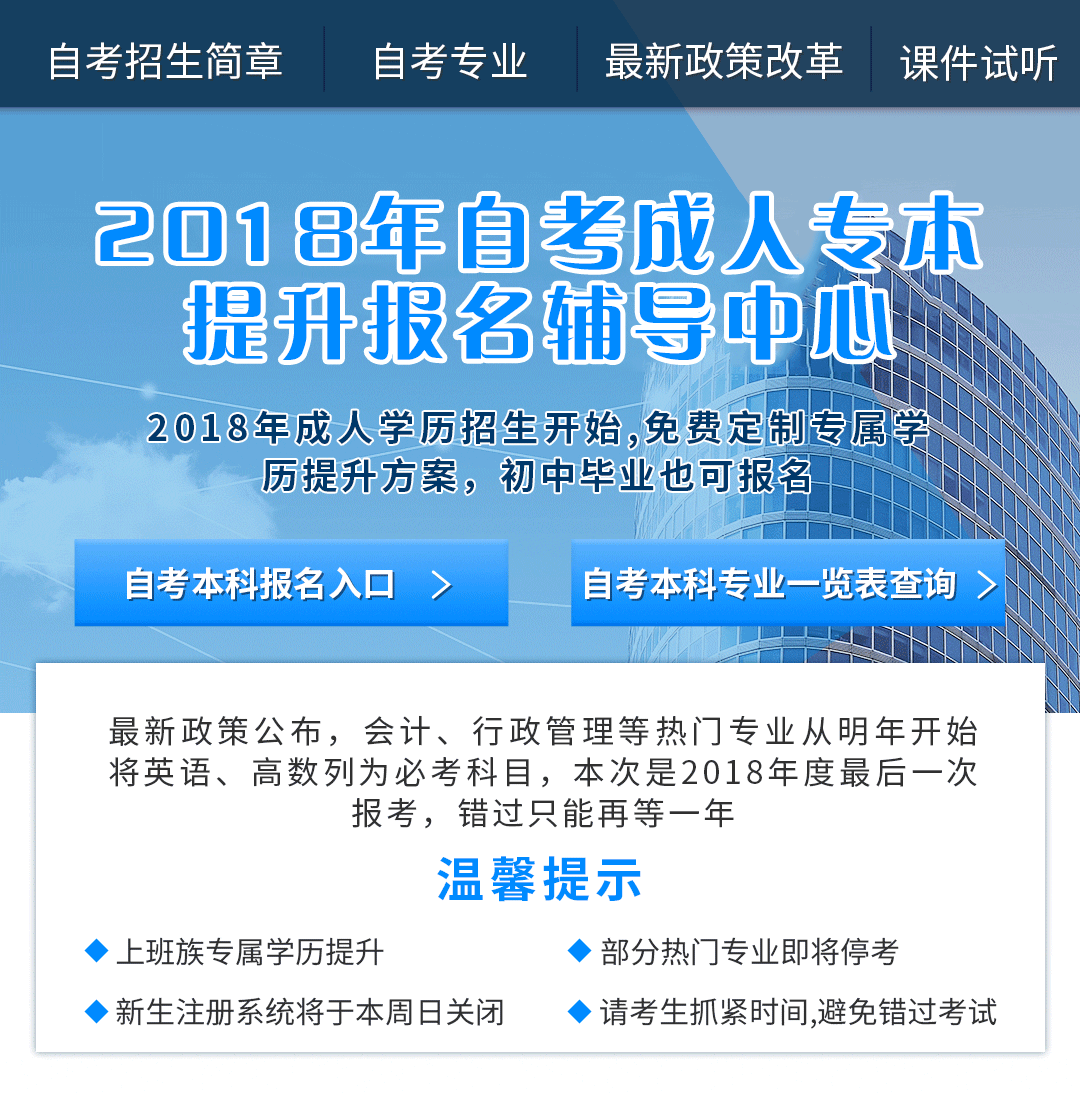 自考招生简章
自考专业
最新政策改革
课件试听
2018年自考成人专本
提升报名辅导中心
2018年成人学历招生开始,免费定制专属学
历提升方案，初中毕业也可报名
自考本科报名入口 >
自考本科专业一览表查询 >
最新政策公布，会计、行政管理等热门专业从明年开始
将英语、高数列为必考科目，本次是2018年度最后一次
报考，错过只能再等一年
温馨提示
◆ 上班族专属学历提升
◆ 部分热门专业即将停考
◆ 新生注册系统将于本周日关闭
◆ 请考生抓紧时间,避免错过考试